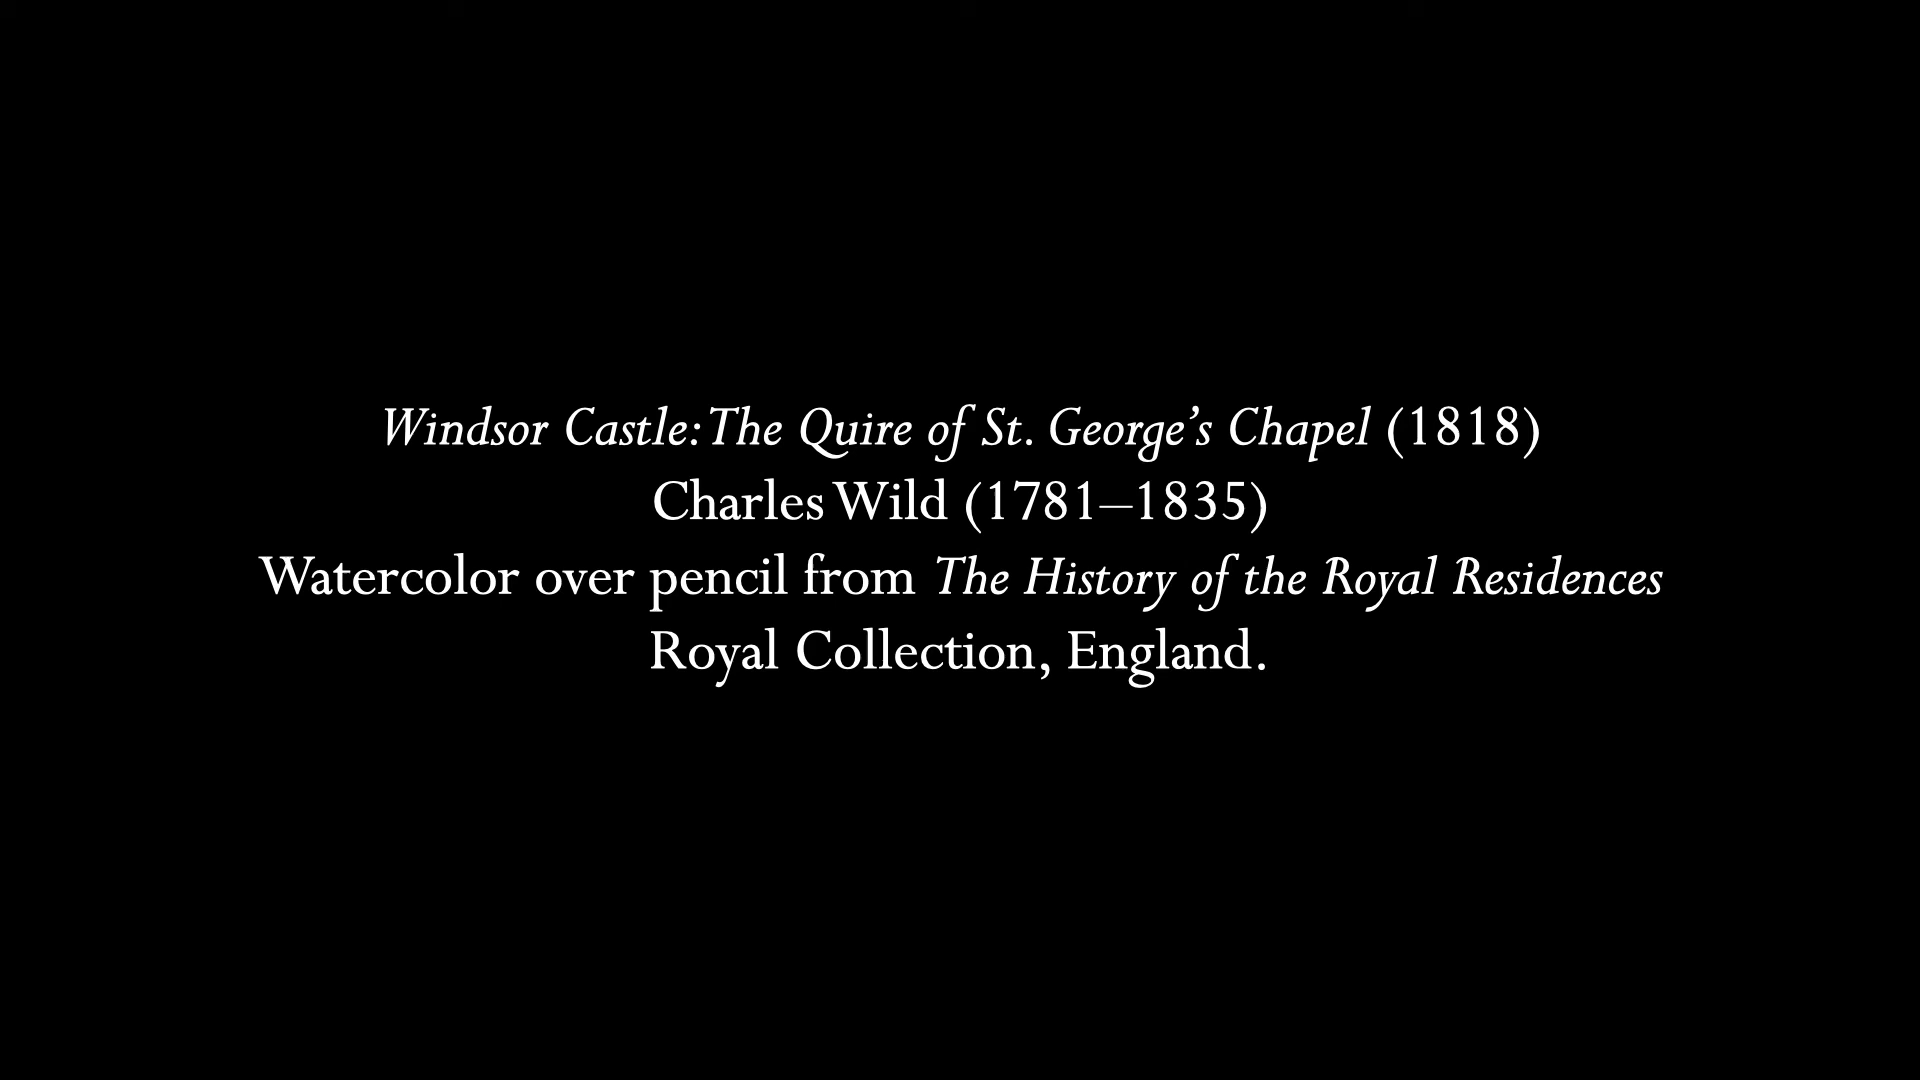 Windsor Castle: The Quire of St. George’s Chapel (1818)
Charles Wild (1781–1835)
Watercolor over pencil from The History of the Royal Residences
Royal Collection, England.